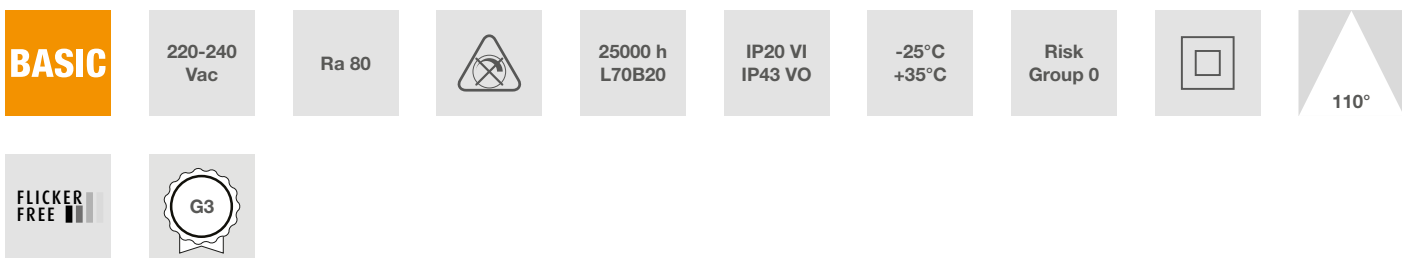 BASIC
220-240
Vac
Ra 80
25000 h
L70B20
IP20 VI
IP43 VO
-25°C
+35°C
Risk
Group 0
110°
FLICKER
FREE
G3